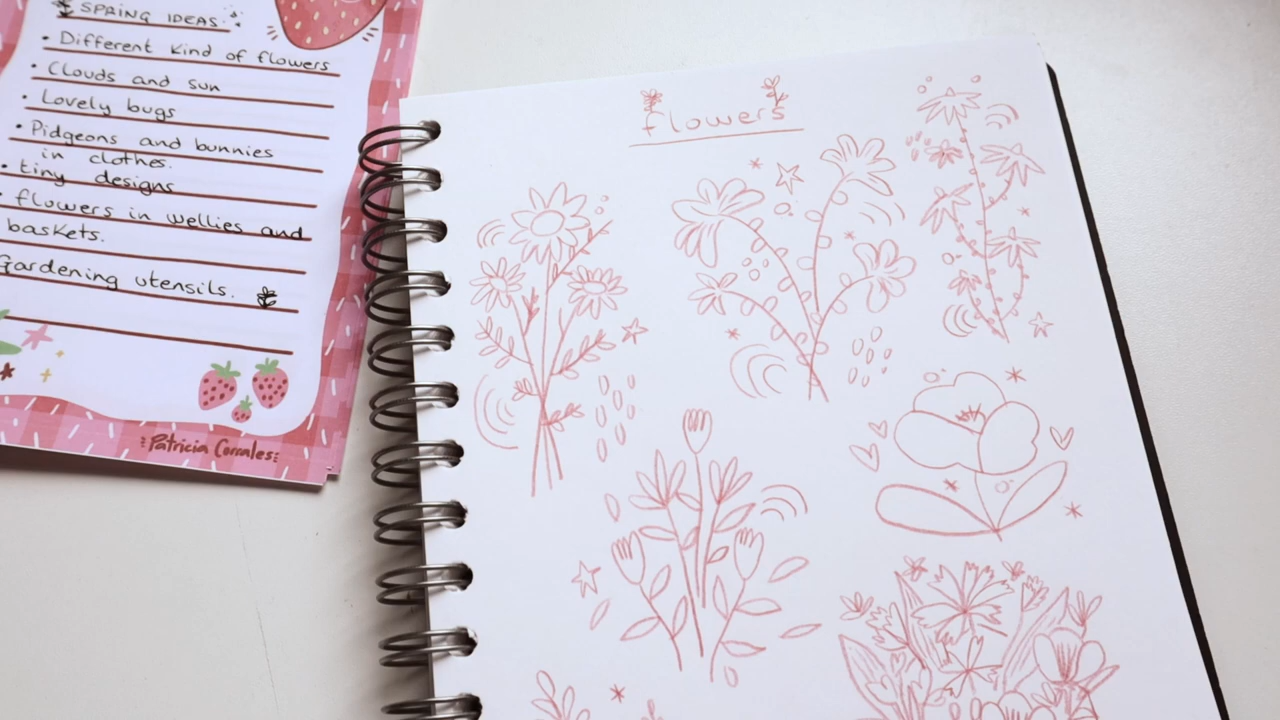 SPRING IDEAS
• Different kind of flowers
• Clouds and sun
• Lovely bugs
• Pidgeons and bunnies
in clothes.
• tiny designs
• flowers in wellies and
baskets.
Gardening utensils.
Patricia Corrales
flowers